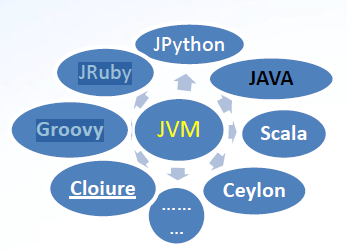 JPython
JRuby
JAVA
Groovy
JVM
Scala
Cloiure
Ceylon
……
…